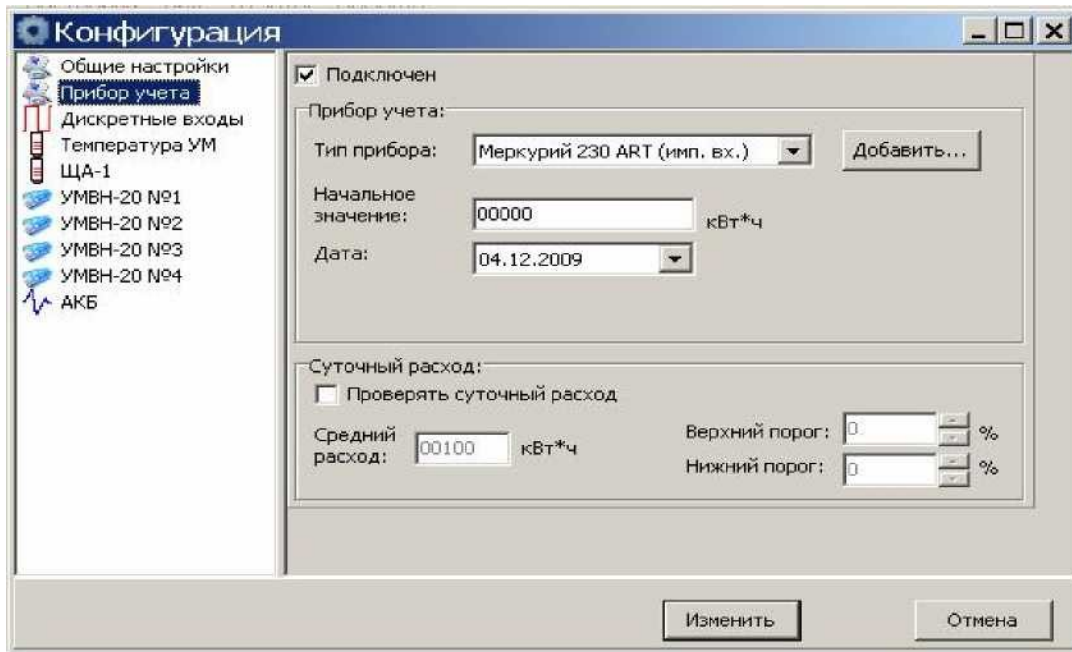 Конфигурация
Общие настройки
Прибор учета
Дискретные входы
Температура УМ
ЩА-1
УМВН-20 №1
УМВН-20 №2
УМВН-20 №3
УМВН-20 №4
АКБ
Подключен
Прибор учета:
Тип прибора: Меркурий 230 ART (имп. вх.) Добавить...
Начальное
значение: 00000 кВт*ч
Дата: 04.12.2009
Суточный расход:
Проверять суточный расход
Средний
расход: 00100 кВт*ч
Верхний порог: 0 %
Нижний порог: 0 %
Изменить Отмена